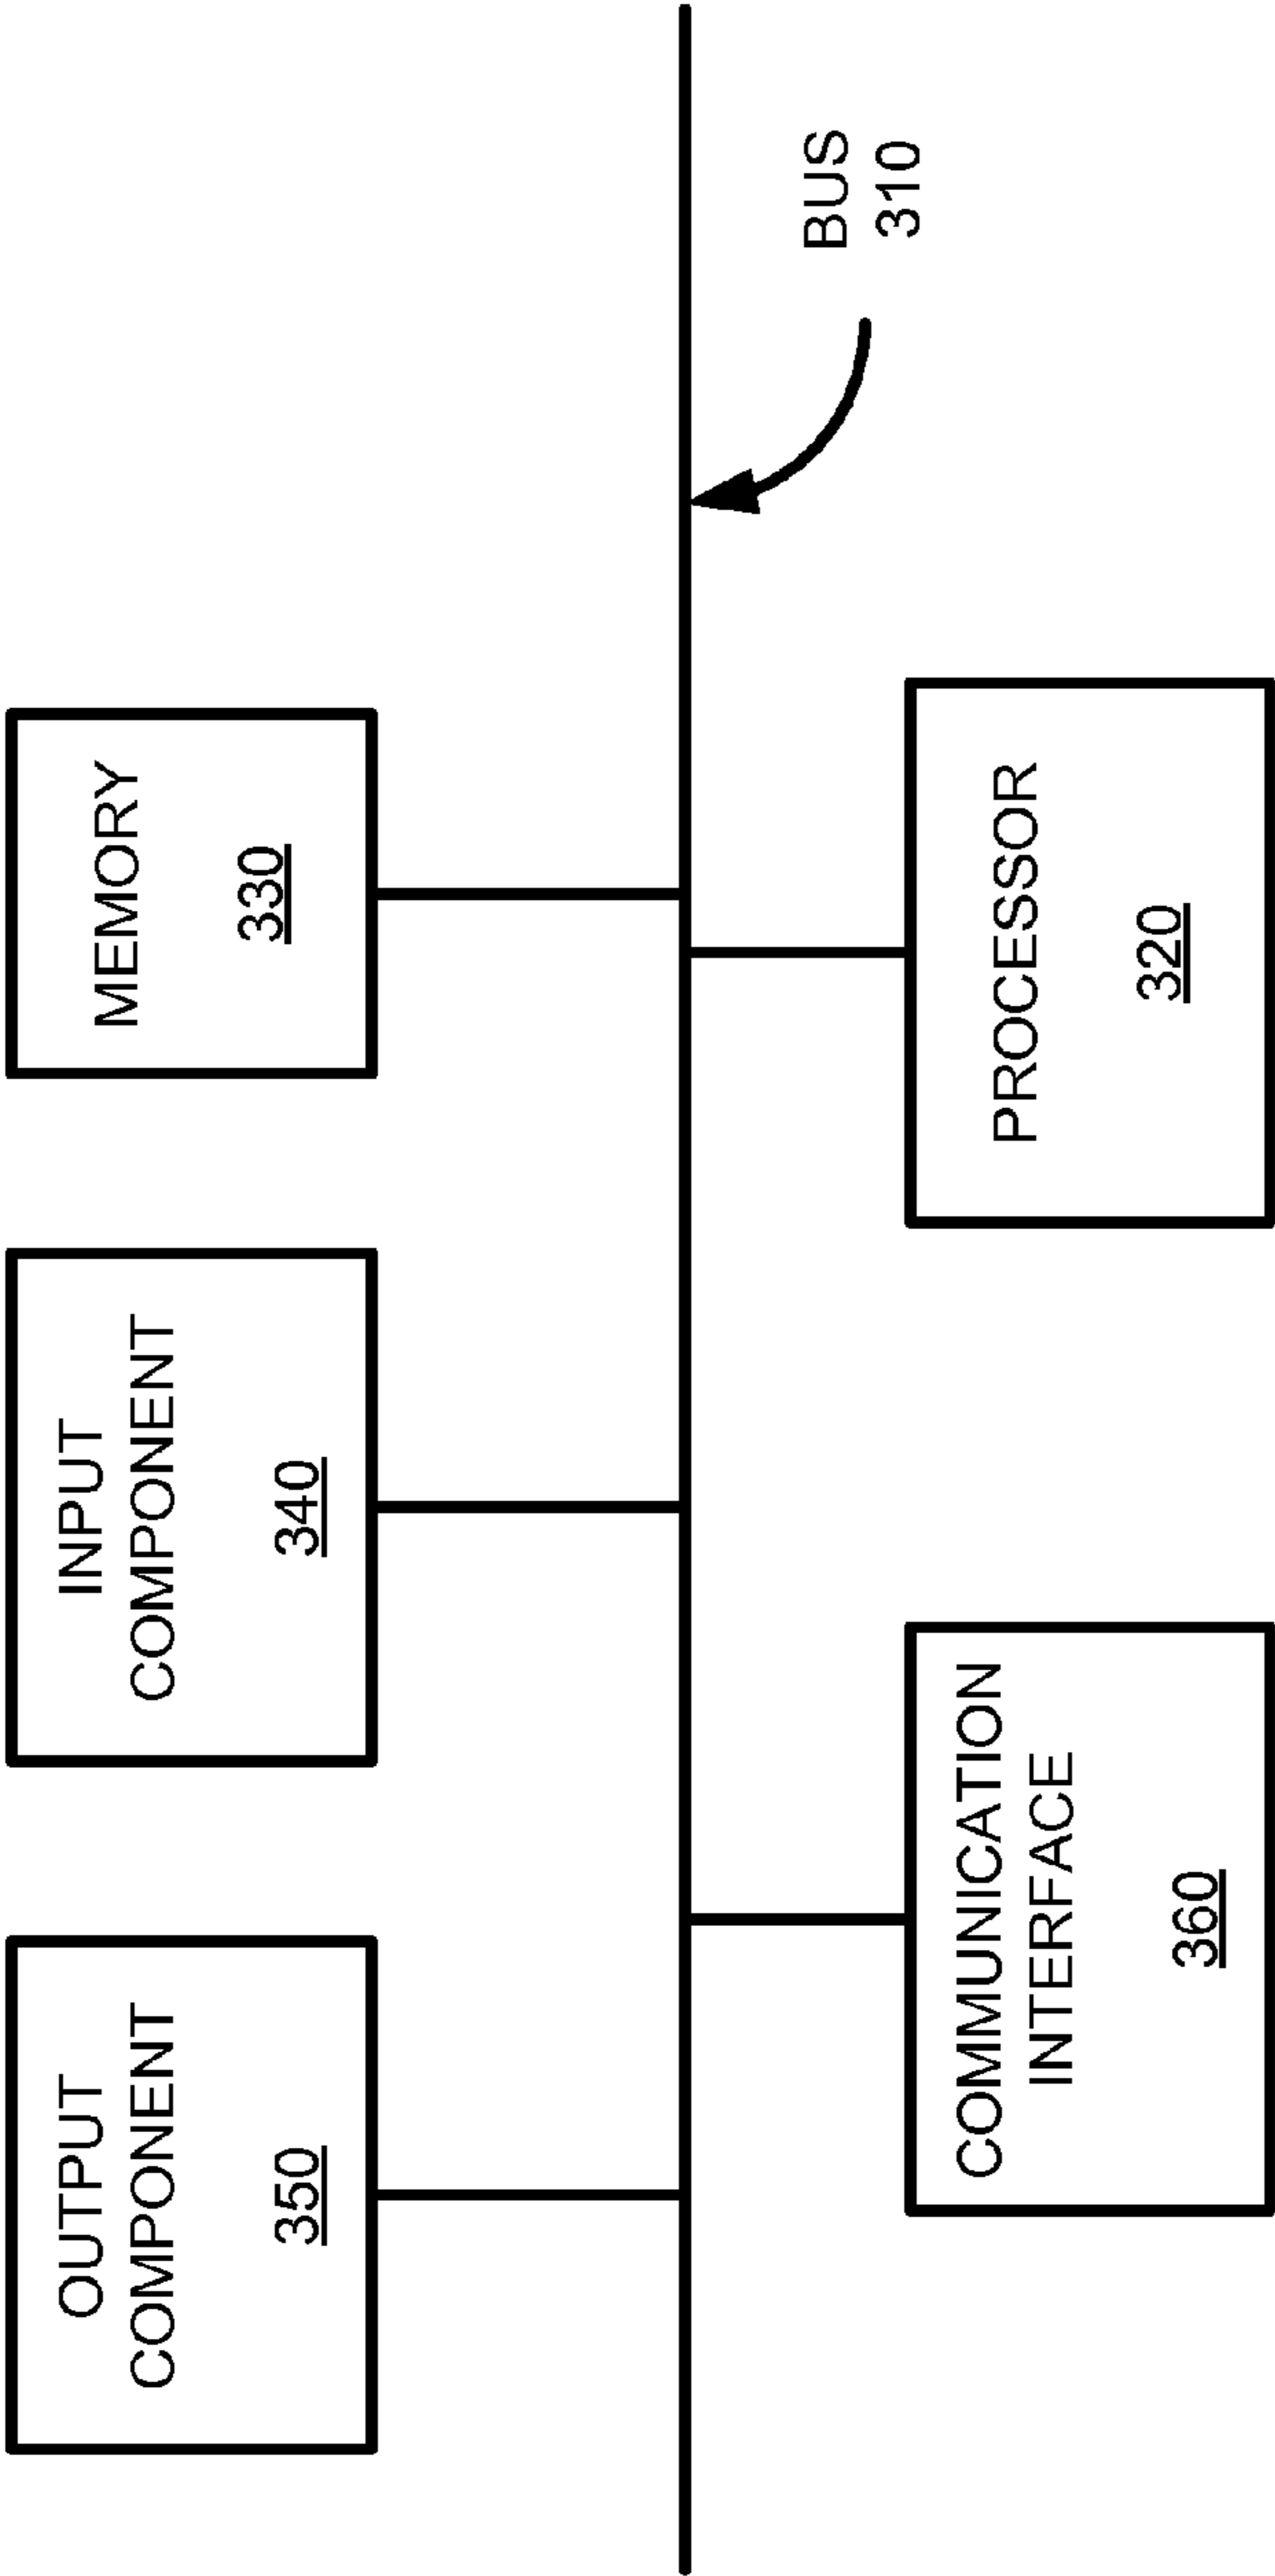 OUTPUT
COMPONENT
350
INPUT
COMPONENT
340
MEMORY
330
BUS
310
COMMUNICATION
INTERFACE
360
PROCESSOR
320